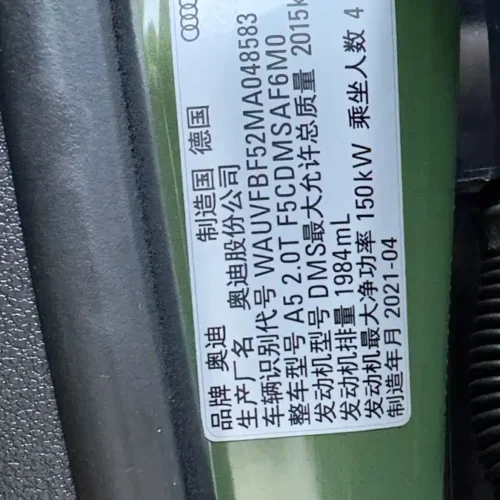 品牌 奥迪 制造国 德国
生产厂名 奥迪股份公司
车辆识别代号 WAUVFBF52MA048583
整车型号 A5 2.0T F5CDMSAF6M0
发动机型号 DMS最大允许总质量 2015k
发动机排量 1984mL
发动机最大净功率 150kW 乘坐人数 4
制造年月 2021-04